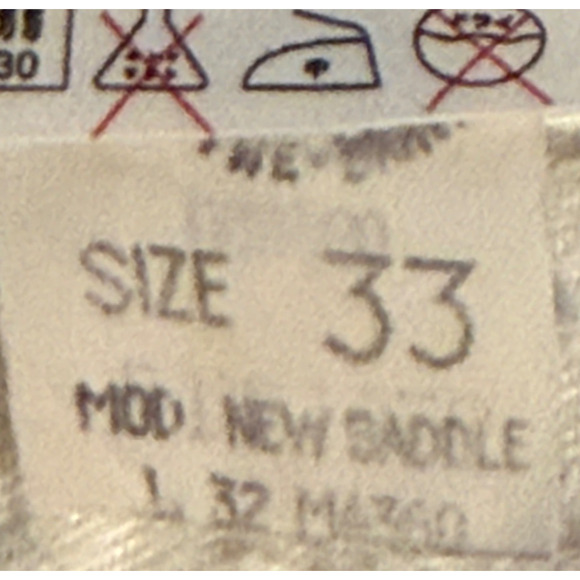 30
SIZE 33
MOD. NEW SADDLE
L 32